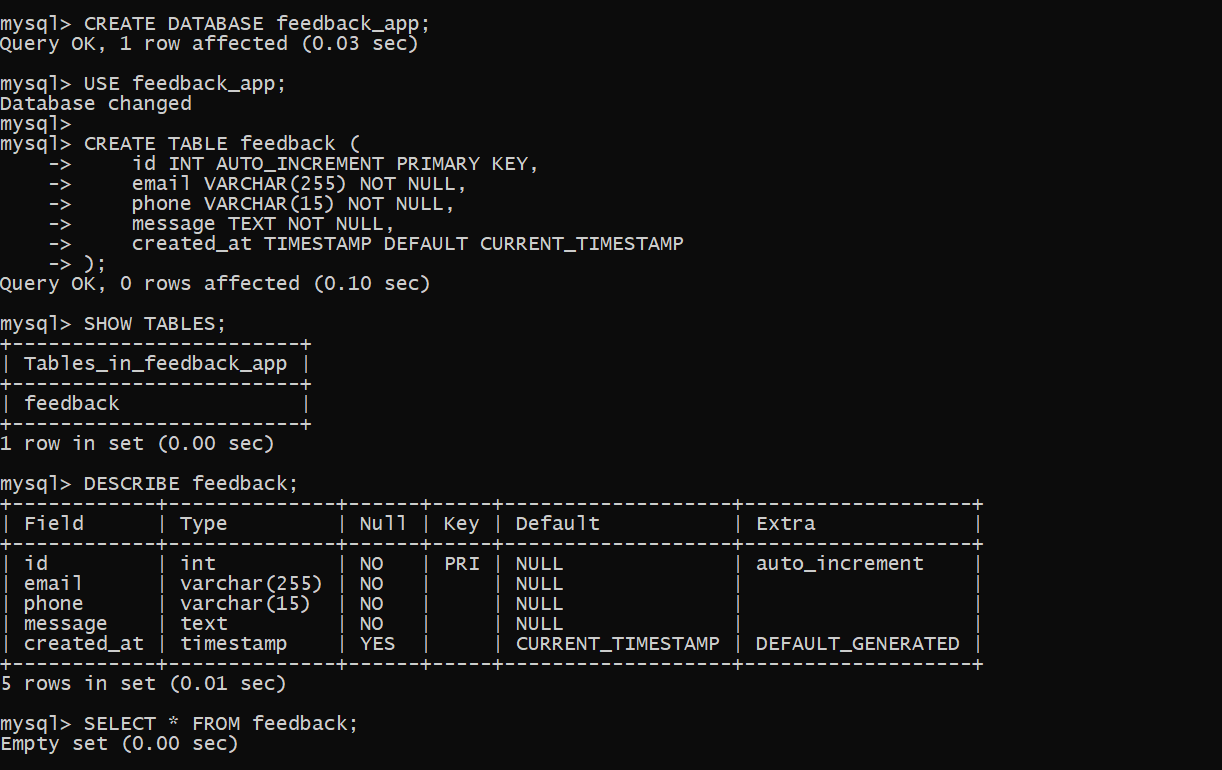 mysql> CREATE DATABASE feedback_app;
Query OK, 1 row affected (0.03 sec)

mysql> USE feedback_app;
Database changed
mysql>
mysql> CREATE TABLE feedback (
    ->     id INT AUTO_INCREMENT PRIMARY KEY,
    ->     email VARCHAR(255) NOT NULL,
    ->     phone VARCHAR(15) NOT NULL,
    ->     message TEXT NOT NULL,
    ->     created_at TIMESTAMP DEFAULT CURRENT_TIMESTAMP
    -> );
Query OK, 0 rows affected (0.10 sec)

mysql> SHOW TABLES;
+------------------------+
| Tables_in_feedback_app |
+------------------------+
| feedback               |
+------------------------+
1 row in set (0.00 sec)

mysql> DESCRIBE feedback;
+------------+--------------+------+-----+-------------------+-------------------+
| Field      | Type         | Null | Key | Default           | Extra             |
+------------+--------------+------+-----+-------------------+-------------------+
| id         | int          | NO   | PRI | NULL              | auto_increment    |
| email      | varchar(255) | NO   |     | NULL              |                   |
| phone      | varchar(15)  | NO   |     | NULL              |                   |
| message    | text         | NO   |     | NULL              |                   |
| created_at | timestamp    | YES  |     | CURRENT_TIMESTAMP | DEFAULT_GENERATED |
+------------+--------------+------+-----+-------------------+-------------------+
5 rows in set (0.01 sec)

mysql> SELECT * FROM feedback;
Empty set (0.00 sec)